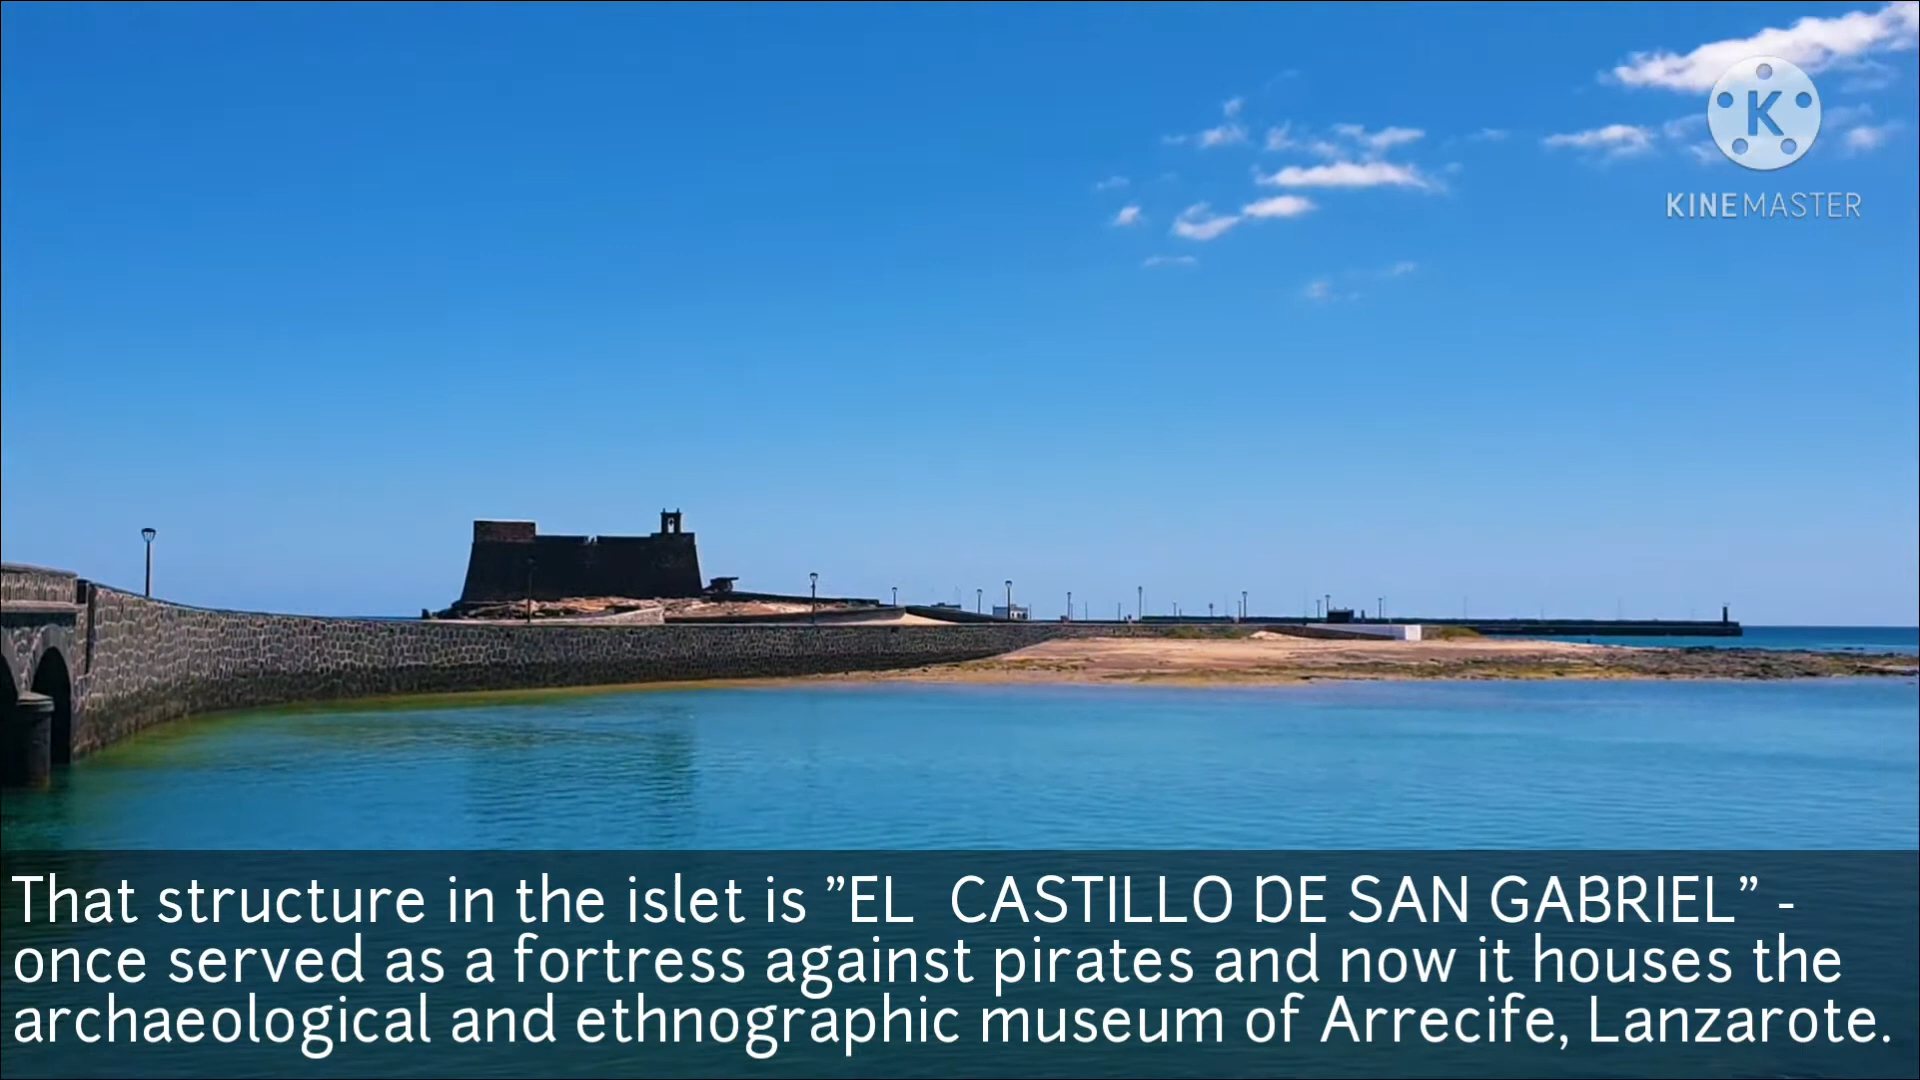 K
KINEMASTER
That structure in the islet is "EL  CASTILLO DE SAN GABRIEL" -
once served as a fortress against pirates and now it houses the
archaeological and ethnographic museum of Arrecife, Lanzarote.